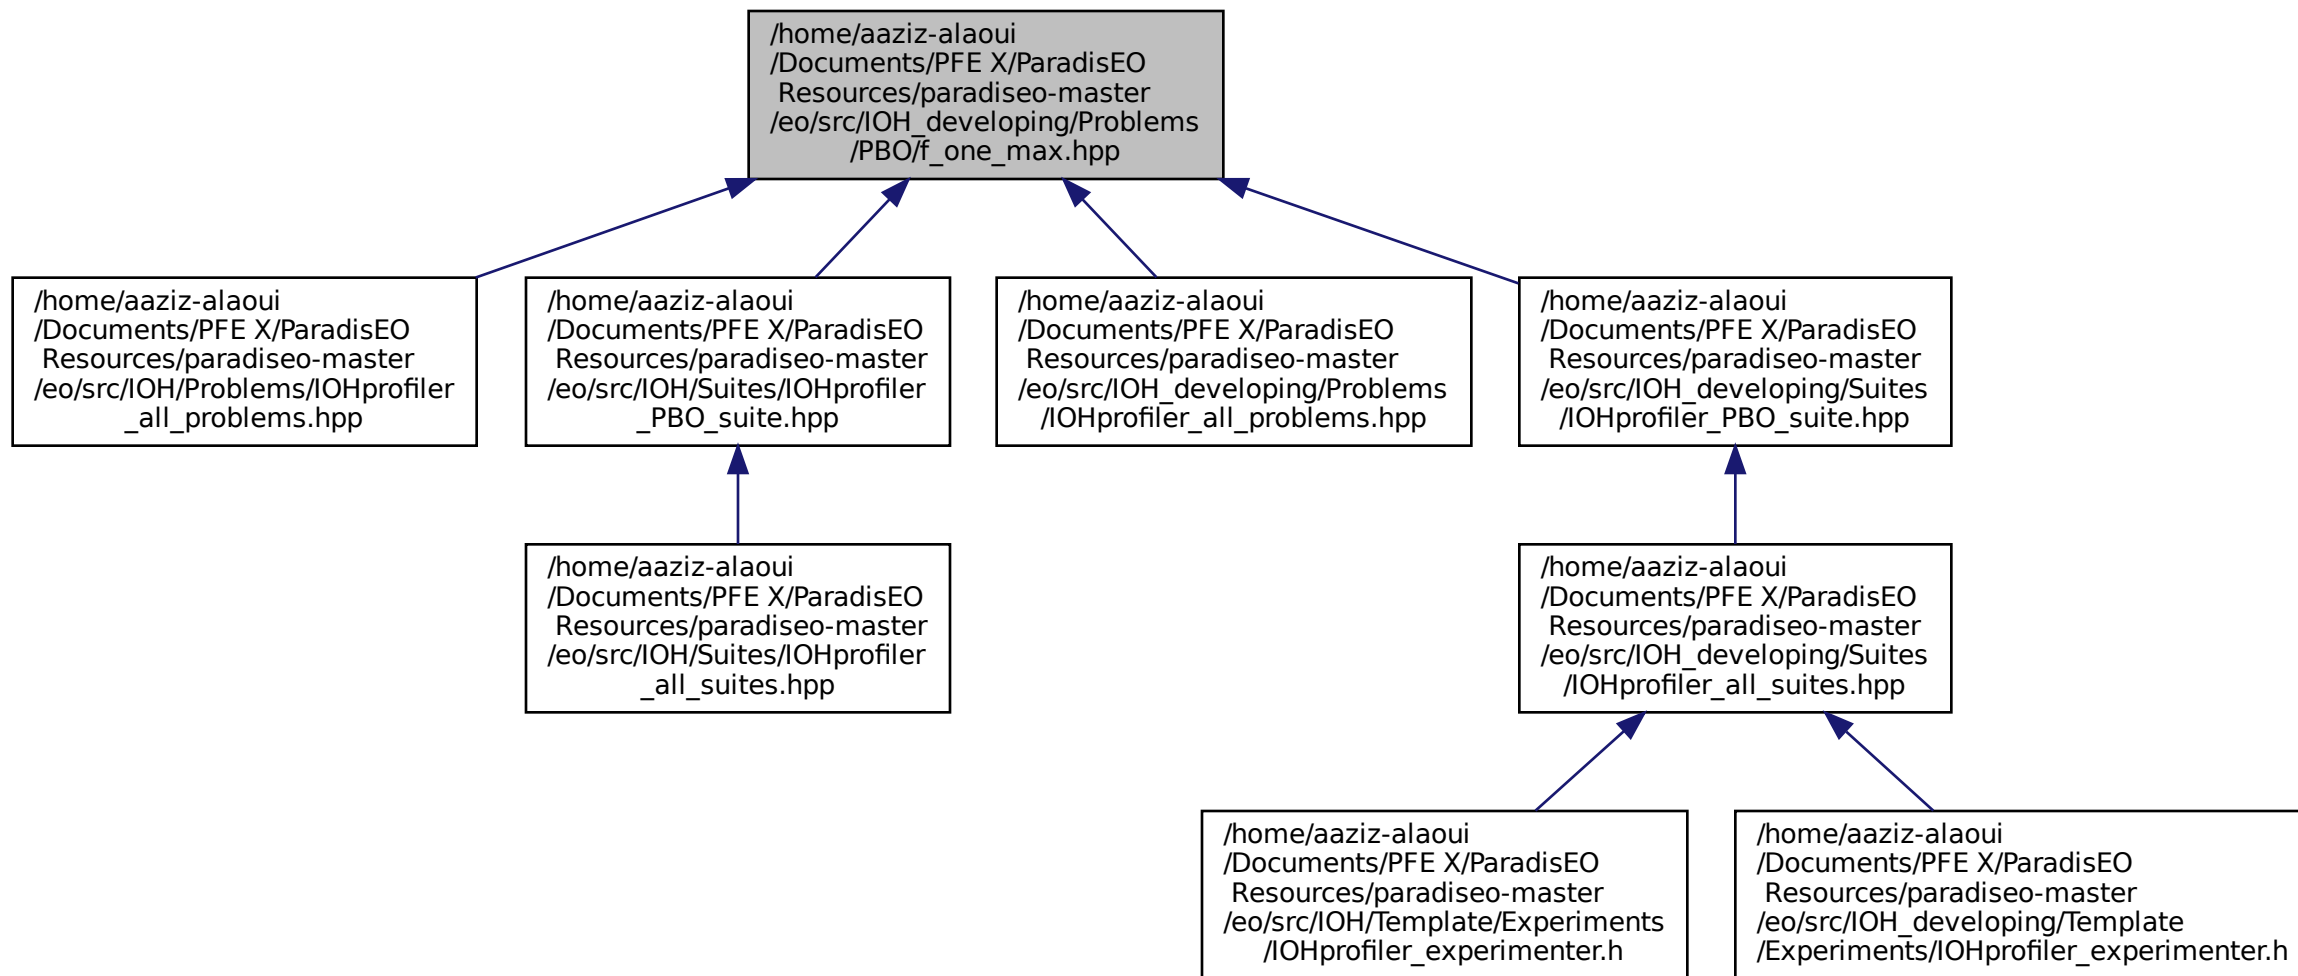 /home/aaziz-alaoui
/Documents/PFE X/ParadisEO
Resources/paradiseo-master
/eo/src/IOH_developing/Problems
/PBO/f_one_max.hpp
/home/aaziz-alaoui
/Documents/PFE X/ParadisEO
Resources/paradiseo-master
/eo/src/IOH/Problems/IOHprofiler
_all_problems.hpp
/home/aaziz-alaoui
/Documents/PFE X/ParadisEO
Resources/paradiseo-master
/eo/src/IOH/Suites/IOHprofiler
_PBO_suite.hpp
/home/aaziz-alaoui
/Documents/PFE X/ParadisEO
Resources/paradiseo-master
/eo/src/IOH_developing/Problems
/IOHprofiler_all_problems.hpp
/home/aaziz-alaoui
/Documents/PFE X/ParadisEO
Resources/paradiseo-master
/eo/src/IOH_developing/Suites
/IOHprofiler_PBO_suite.hpp
/home/aaziz-alaoui
/Documents/PFE X/ParadisEO
Resources/paradiseo-master
/eo/src/IOH/Suites/IOHprofiler
_all_suites.hpp
/home/aaziz-alaoui
/Documents/PFE X/ParadisEO
Resources/paradiseo-master
/eo/src/IOH_developing/Suites
/IOHprofiler_all_suites.hpp
/home/aaziz-alaoui
/Documents/PFE X/ParadisEO
Resources/paradiseo-master
/eo/src/IOH/Template/Experiments
/IOHprofiler_experimenter.h
/home/aaziz-alaoui
/Documents/PFE X/ParadisEO
Resources/paradiseo-master
/eo/src/IOH_developing/Template
/Experiments/IOHprofiler_experimenter.h